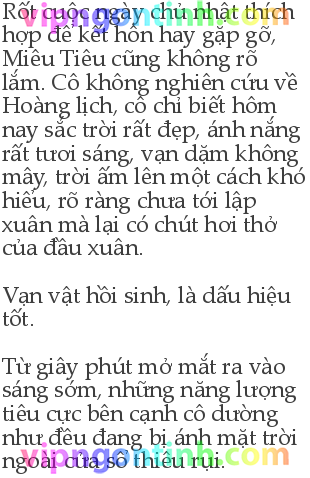 Rốt cuộc ngày chủ nhật thích
hợp để kết hôn hay gặp gỡ,
Miêu Tiêu cũng không rõ
lắm. Cô không nghiên cứu về
Hoàng lịch, cô chỉ biết hôm
nay sắc trời rất đẹp, ánh nắng
rất tươi sáng, vạn dặm không
mây, trời ấm lên một cách khó
hiểu, rõ ràng chưa tới lập
xuân mà lại có chút hơi thở
của đầu xuân.
Vạn vật hồi sinh, là dấu hiệu
tốt.
Từ giây phút mở mắt ra vào
sáng sớm, những năng lượng
tiêu cực bên cạnh cô dường
như đều đang bị ánh mặt trời
ngoài cửa sổ thiêu rụi.
vipngontinh.com
vipngontinh.com